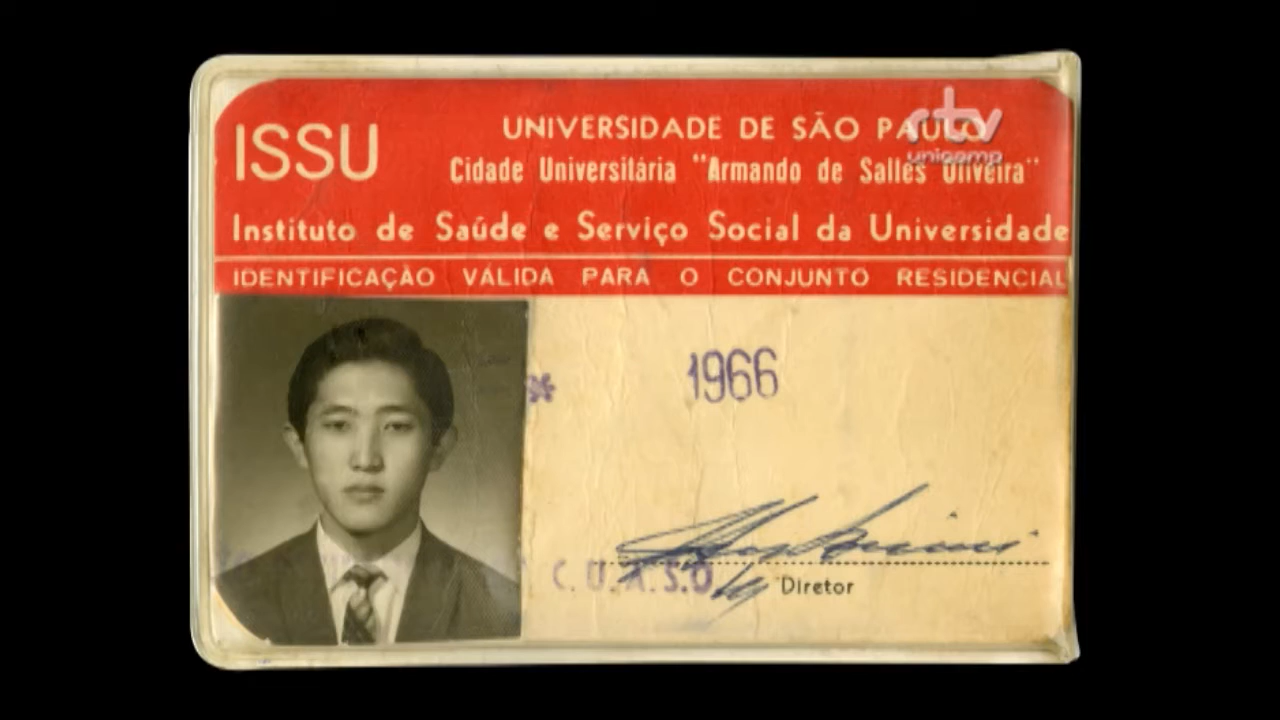 ISSU
UNIVERSIDADE DE SÃO PAULO
Cidade Universitária "Armando de Salles Oliveira"
Instituto de Saúde e Serviço Social da Universidade
IDENTIFICAÇÃO VÁLIDA PARA O CONJUNTO RESIDENCIAL
rtv
unicamp
1966
C. U. A. S. O.
Diretor